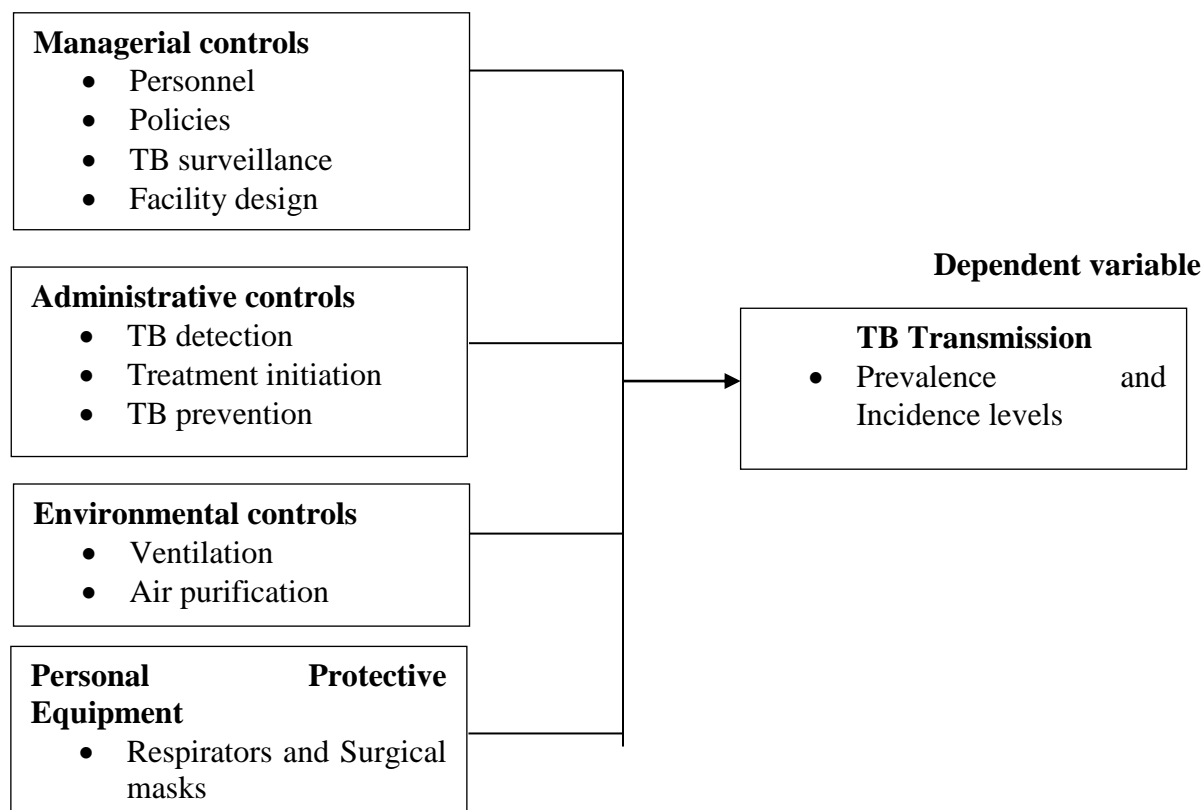 Managerial controls
• Personnel
• Policies
• TB surveillance
• Facility design
Administrative controls
• TB detection
• Treatment initiation
• TB prevention
Environmental controls
• Ventilation
• Air purification
Personal Protective
Equipment
• Respirators and Surgical
masks
Dependent variable
TB Transmission
• Prevalence and
Incidence levels